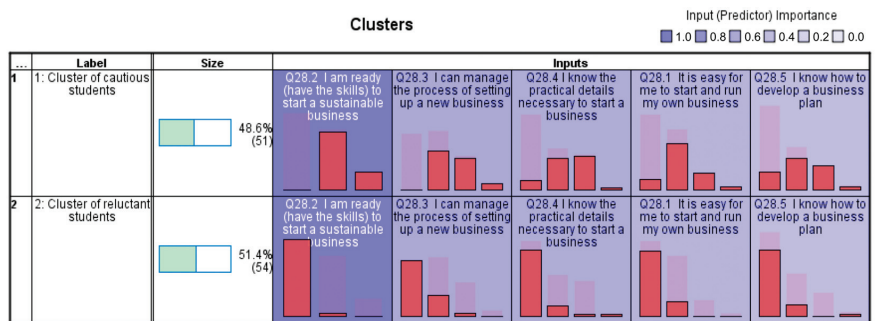 Clusters
Input (Predictor) Importance
1.0 0.8 0.6 0.4 0.2 0.0
... Label Size Inputs
1 1: Cluster of cautious
students
48.6%
(51)
Q28.2 I am ready
(have the skills) to
start a sustainable
business
Q28.3 I can manage
the process of setting
up a new business
Q28.4 I know the
practical details
necessary to start a
business
Q28.1 It is easy for
me to start and run
my own business
Q28.5 I know how to
develop a business
plan
2 2: Cluster of reluctant
students
51.4%
(54)
Q28.2 I am ready
(have the skills) to
start a sustainable
business
Q28.3 I can manage
the process of setting
up a new business
Q28.4 I know the
practical details
necessary to start a
business
Q28.1 It is easy for
me to start and run
my own business
Q28.5 I know how to
develop a business
plan